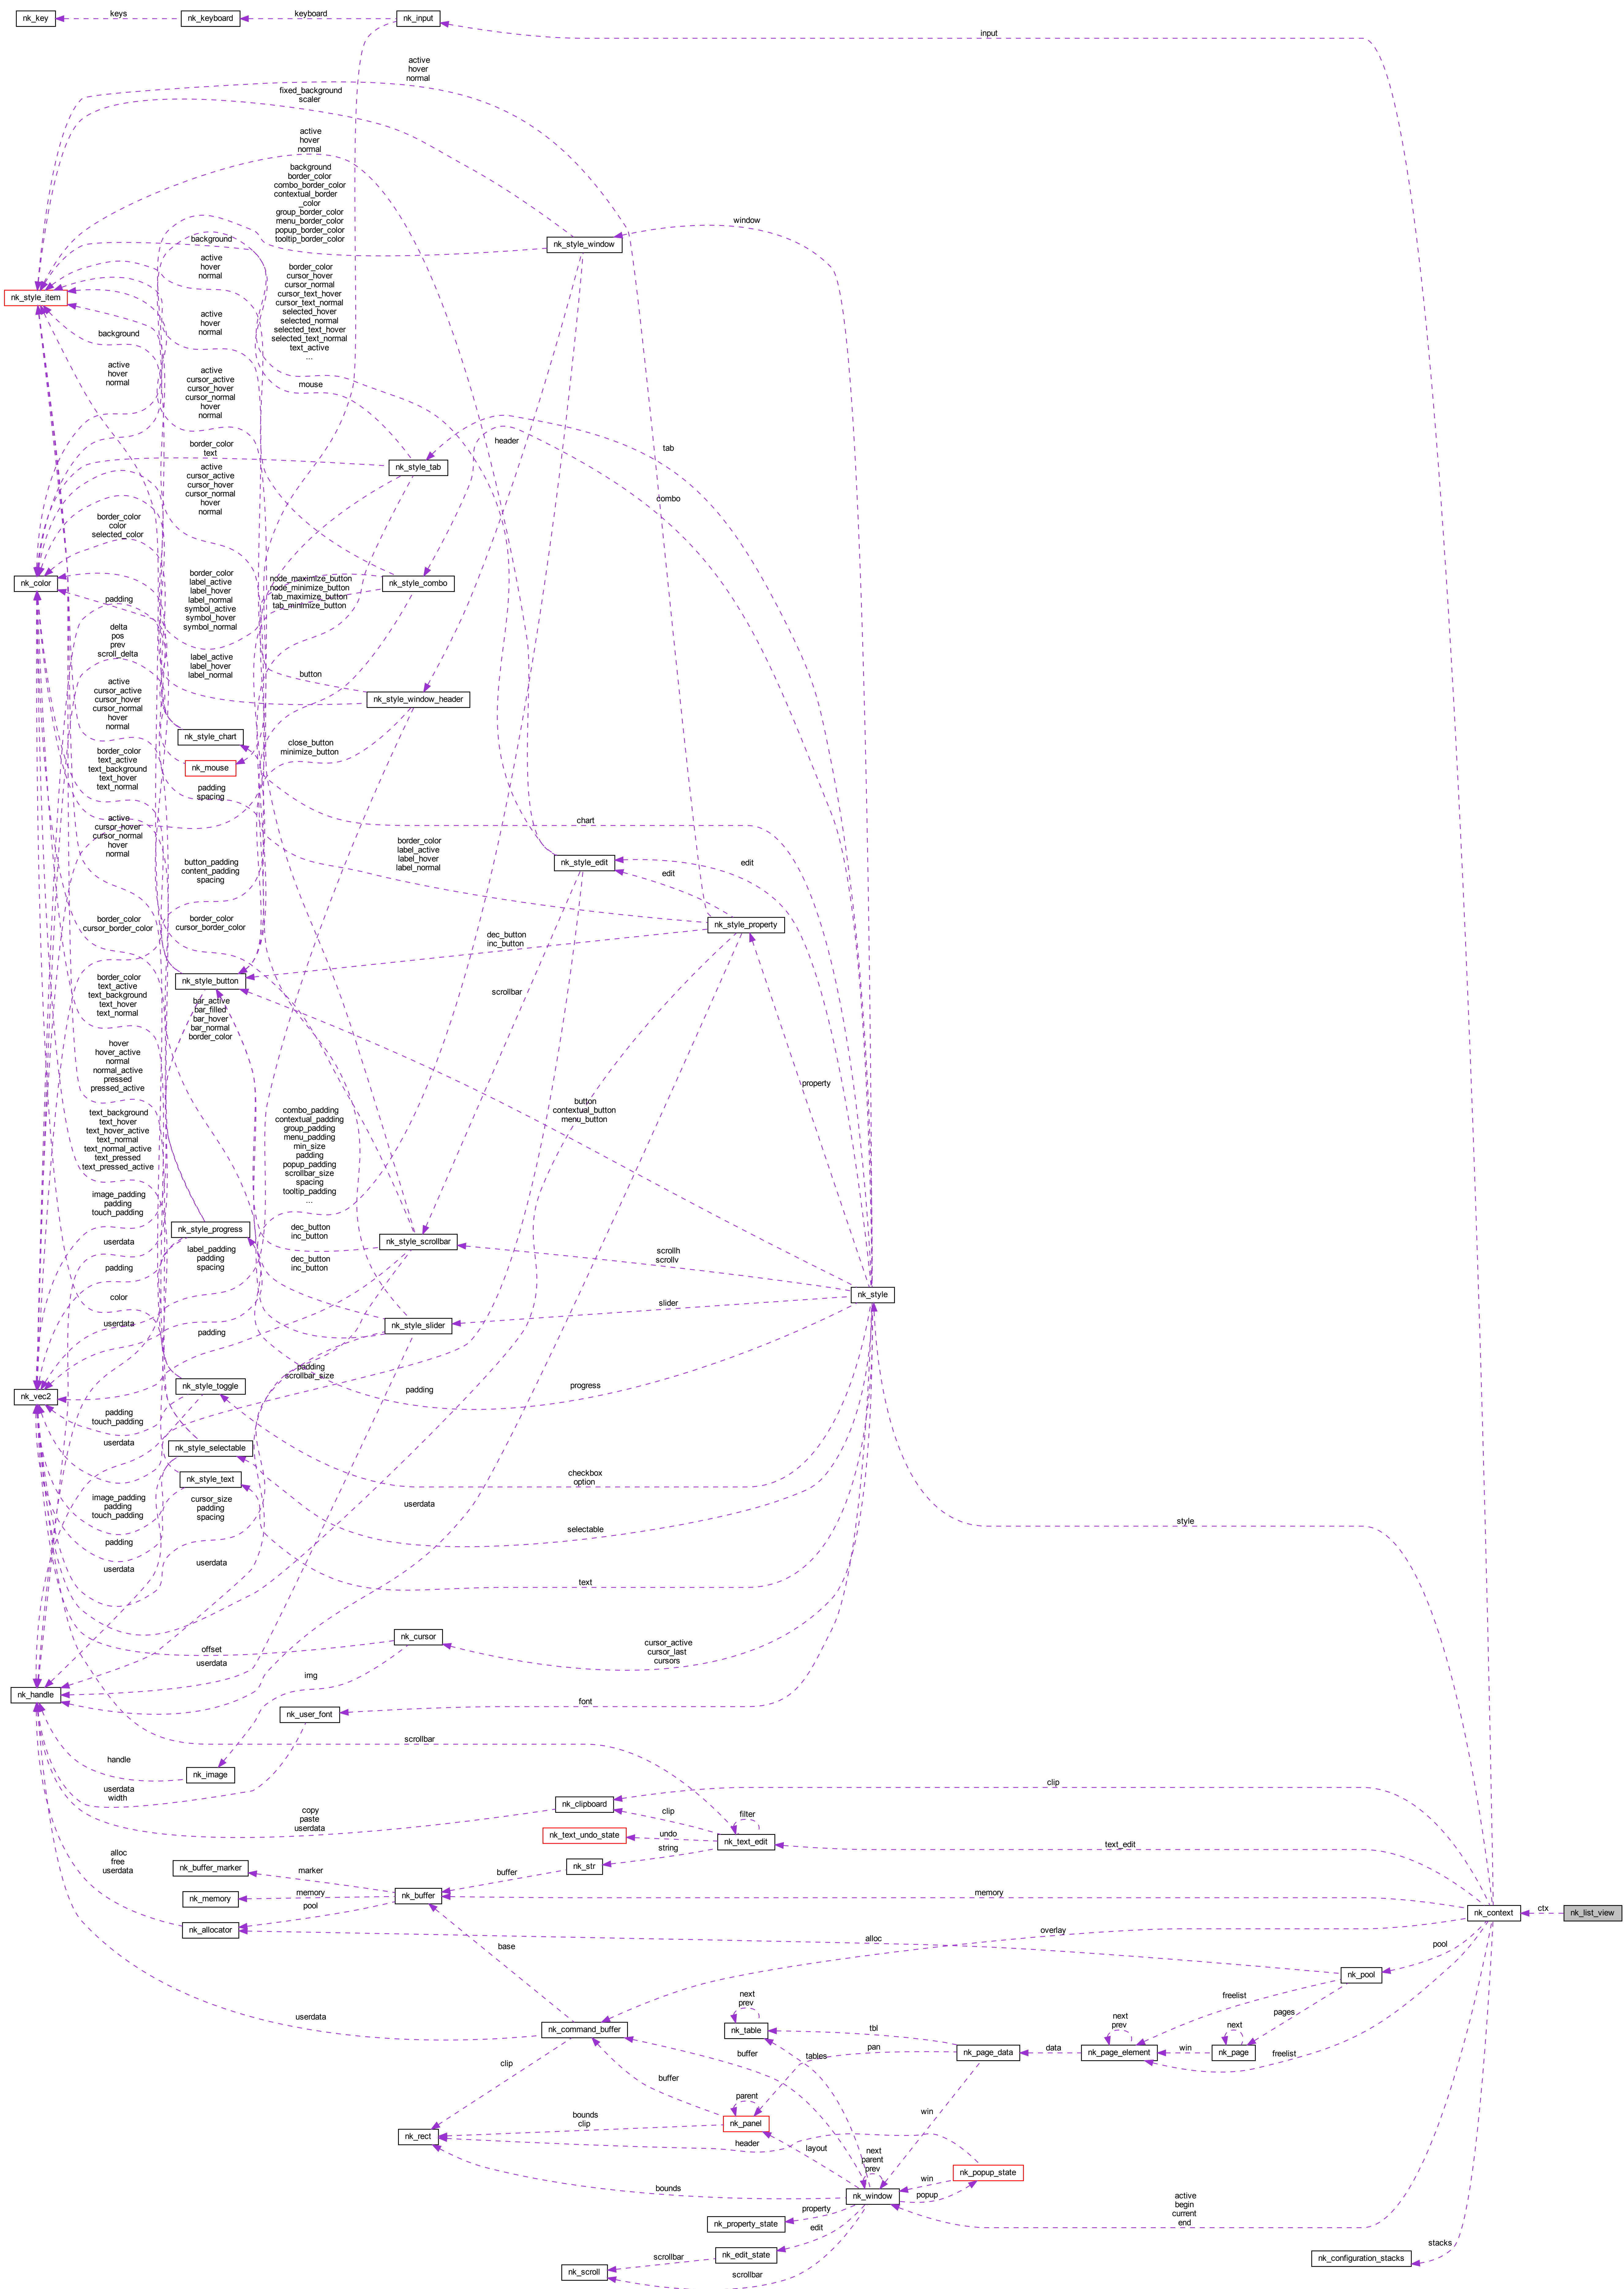 nk_key
keys
nk_keyboard
keyboard
nk_input
input
active
hover
normal
fixed_background
scaler
active
hover
normal
background
border_color
combo_border_color
contextual_border
_color
group_border_color
menu_border_color
popup_border_color
tooltip_border_color
window
nk_style_window
background
active
hover
normal
border_color
cursor_hover
cursor_normal
cursor_text_hover
cursor_text_normal
selected_hover
selected_normal
selected_text_hover
selected_text_normal
text_active
...
nk_style_item
active
hover
normal
background
active
hover
normal
active
cursor_active
cursor_hover
cursor_normal
hover
normal
mouse
border_color
text
header
tab
nk_style_tab
active
cursor_active
cursor_hover
cursor_normal
hover
normal
combo
border_color
color
selected_color
nk_color
border_color
label_active
label_hover
label_normal
symbol_active
symbol_hover
symbol_normal
node_maximize_button
node_minimize_button
tab_maximize_button
tab_minimize_button
nk_style_combo
padding
delta
pos
prev
scroll_delta
label_active
label_hover
label_normal
button
nk_style_window_header
active
cursor_active
cursor_hover
cursor_normal
hover
normal
nk_style_chart
close_button
minimize_button
nk_mouse
border_color
text_active
text_background
text_hover
text_normal
padding
spacing
chart
active
cursor_hover
cursor_normal
hover
normal
border_color
label_active
label_hover
label_normal
button_padding
content_padding
spacing
nk_style_edit
edit
edit
border_color
cursor_border_color
border_color
cursor_border_color
nk_style_property
dec_button
inc_button
nk_style_button
scrollbar
border_color
text_active
text_background
text_hover
text_normal
bar_active
bar_filled
bar_hover
bar_normal
border_color
hover
hover_active
normal
normal_active
pressed
pressed_active
property
button
contextual_button
menu_button
text_background
text_hover
text_hover_active
text_normal
text_normal_active
text_pressed
text_pressed_active
combo_padding
contextual_padding
group_padding
menu_padding
min_size
padding
popup_padding
scrollbar_size
spacing
tooltip_padding
...
image_padding
padding
touch_padding
nk_style_progress
dec_button
inc_button
nk_style_scrollbar
userdata
label_padding
padding
spacing
scrollh
scrollv
padding
dec_button
inc_button
nk_style
color
slider
userdata
padding
nk_style_slider
nk_vec2
nk_style_toggle
padding
scrollbar_size
padding
progress
padding
touch_padding
userdata
nk_style_selectable
nk_style_text
checkbox
option
image_padding
padding
touch_padding
cursor_size
padding
spacing
userdata
selectable
style
padding
userdata
userdata
text
offset
userdata
nk_cursor
cursor_active
cursor_last
cursors
img
nk_handle
nk_user_font
font
scrollbar
handle
nk_image
userdata
width
clip
copy
paste
userdata
nk_clipboard
clip
filter
nk_text_undo_state
undo
nk_text_edit
text_edit
string
alloc
free
userdata
nk_buffer_marker
marker
buffer
nk_str
nk_memory
memory
nk_buffer
memory
pool
nk_allocator
nk_context
ctx
nk_list_view
overlay
alloc
base
pool
nk_pool
freelist
pages
userdata
nk_command_buffer
next
prev
nk_table
tbl
next
prev
next
nk_page_data
data
nk_page_element
win
nk_page
freelist
pan
tables
buffer
clip
buffer
parent
win
nk_panel
bounds
clip
nk_rect
header
layout
next
parent
prev
nk_popup_state
win
popup
bounds
nk_window
active
begin
current
end
property
nk_property_state
edit
stacks
nk_edit_state
nk_configuration_stacks
scrollbar
nk_scroll
scrollbar